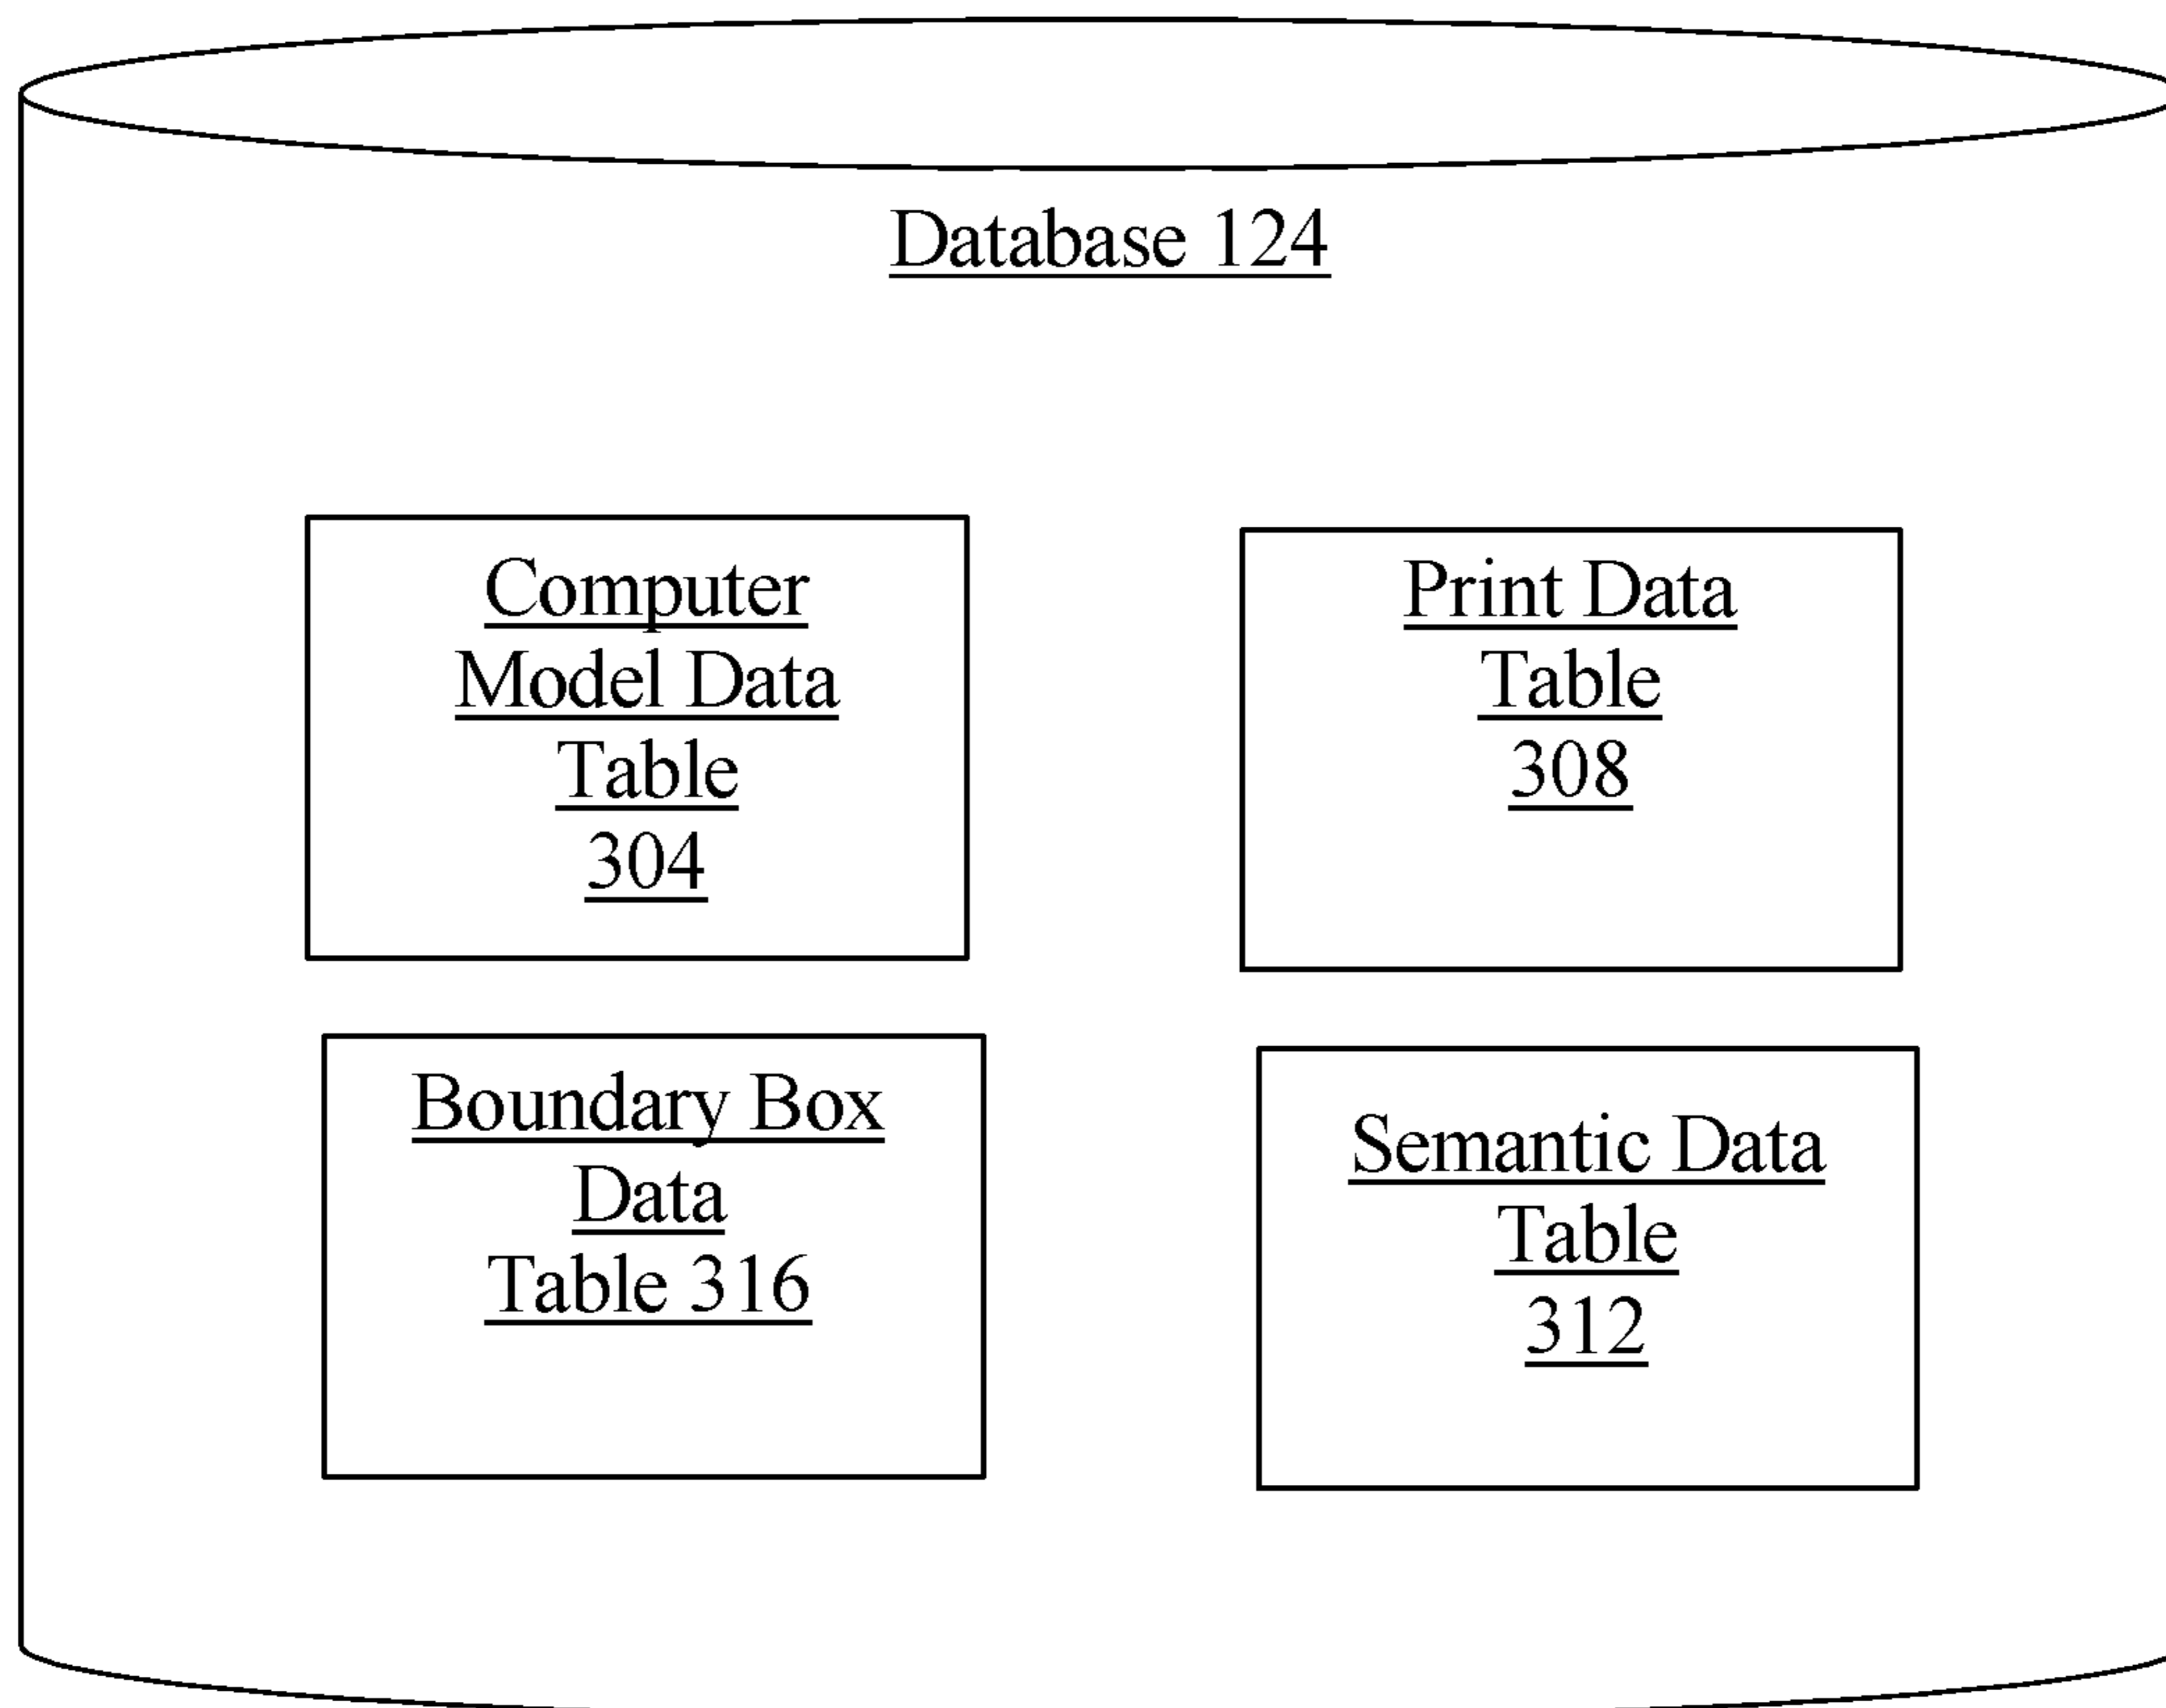 Database 124
Computer
Model Data
Table
304
Print Data
Table
308
Boundary Box
Data
Table 316
Semantic Data
Table
312